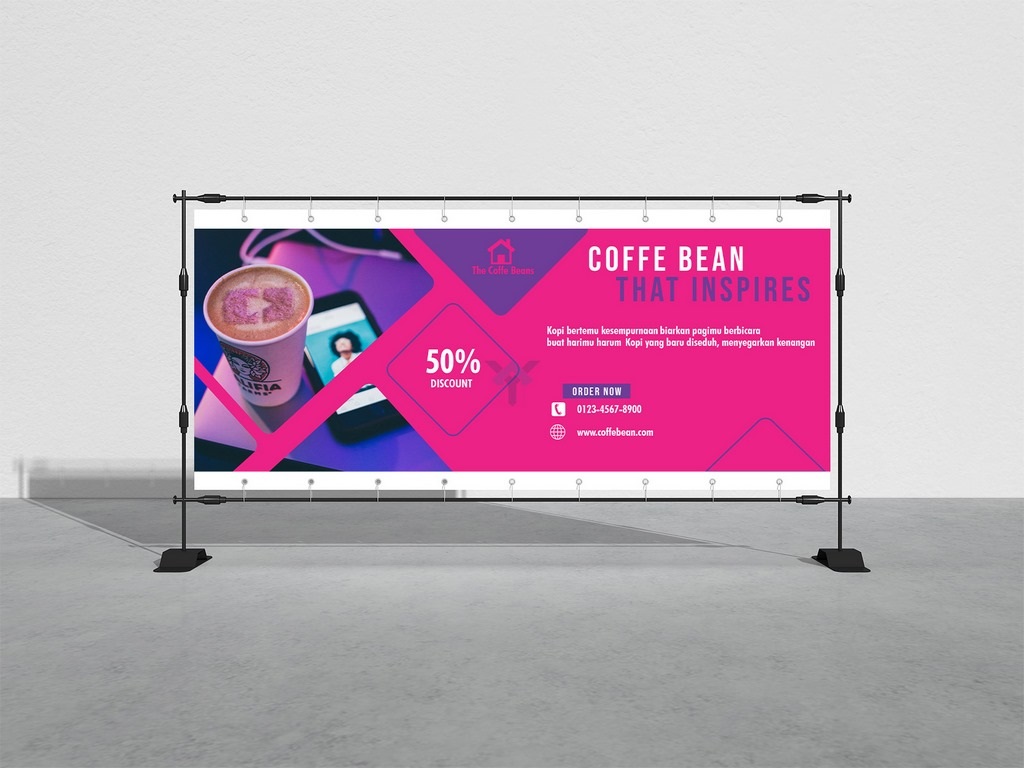 The Coffe Beans
COFFE BEAN
THAT INSPIRES
50%
DISCOUNT
Kopi bertemu kesempurnaan biarkan pagimu berbicara
buat harimu harum Kopi yang baru diseduh, menyegarkan kenangan
ORDER NOW
0123-4567-8900
www.coffebean.com